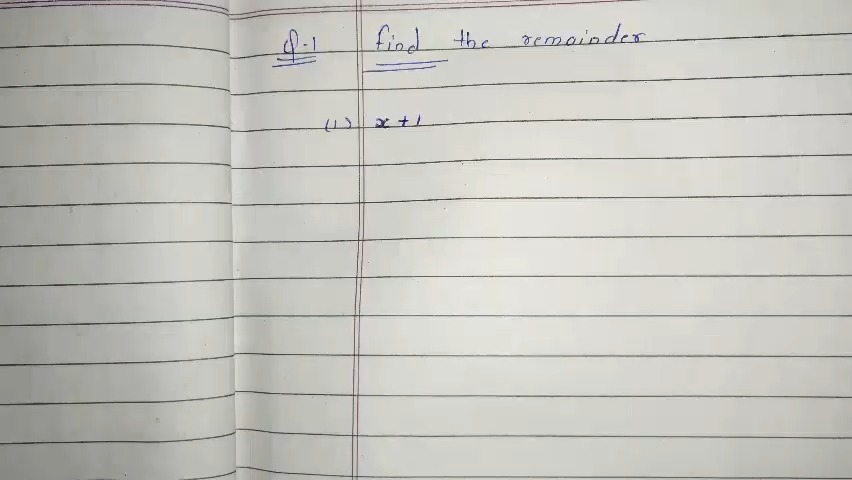 Q.1 Find the remainder
(1) x + 1